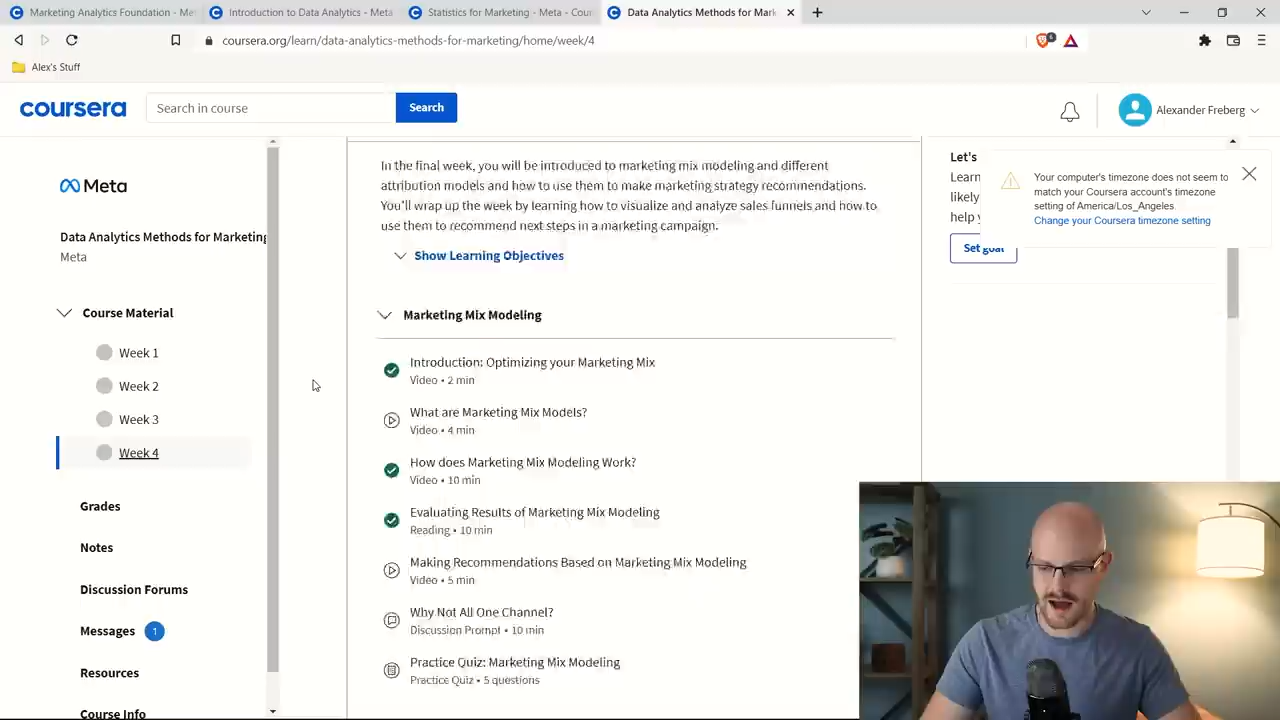 Marketing Analytics Foundation - Met
Introduction to Data Analytics - Meta
Statistics for Marketing - Meta - Cour
Data Analytics Methods for Mark
coursera.org/learn/data-analytics-methods-for-marketing/home/week/4
6
Alex's Stuff
coursera
Search in course
Search
Alexander Freberg
Meta
Data Analytics Methods for Marketing
Meta
Course Material
Week 1
Week 2
Week 3
Week 4
Grades
Notes
Discussion Forums
Messages 1
Resources
Course Info
In the final week, you will be introduced to marketing mix modeling and different
attribution models and how to use them to make marketing strategy recommendations.
You'll wrap up the week by learning how to visualize and analyze sales funnels and how to
use them to recommend next steps in a marketing campaign.
Show Learning Objectives
Marketing Mix Modeling
Introduction: Optimizing your Marketing Mix
Video • 2 min
What are Marketing Mix Models?
Video • 4 min
How does Marketing Mix Modeling Work?
Video • 10 min
Evaluating Results of Marketing Mix Modeling
Reading • 10 min
Making Recommendations Based on Marketing Mix Modeling
Video • 5 min
Why Not All One Channel?
Discussion Prompt • 10 min
Practice Quiz: Marketing Mix Modeling
Practice Quiz • 5 questions
Let's
Learn
likely
help y
Set goal
Your computer's timezone does not seem to
match your Coursera account's timezone
setting of America/Los_Angeles.
Change your Coursera timezone setting